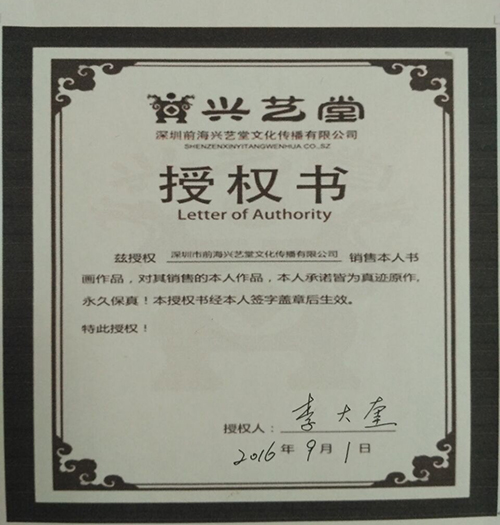 兴艺堂
深圳前海兴艺堂文化传播有限公司
SHENZENXINYITANGWENHUA CO.,SZ
授权书
Letter of Authority
兹授权 深圳市前海兴艺堂文化传播有限公司 销售本人书
画作品，对其销售的本人作品，本人承诺皆为真迹原作，
永久保真！本授权书经本人签字盖章后生效。
特此授权！
授权人：李大奎
2016年9月1日